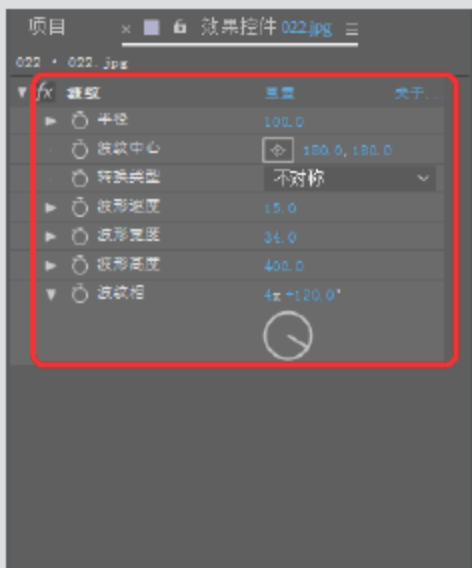 项目 × 效果控件 022.jpg ☰
022 • 022.jpg
fx 波纹 重置 关于...
半径 100.0
波纹中心 180.0, 180.0
转换类型 不对称
波形速度 15.0
波形宽度 34.0
波形高度 400.0
波纹相 4x +120.0°